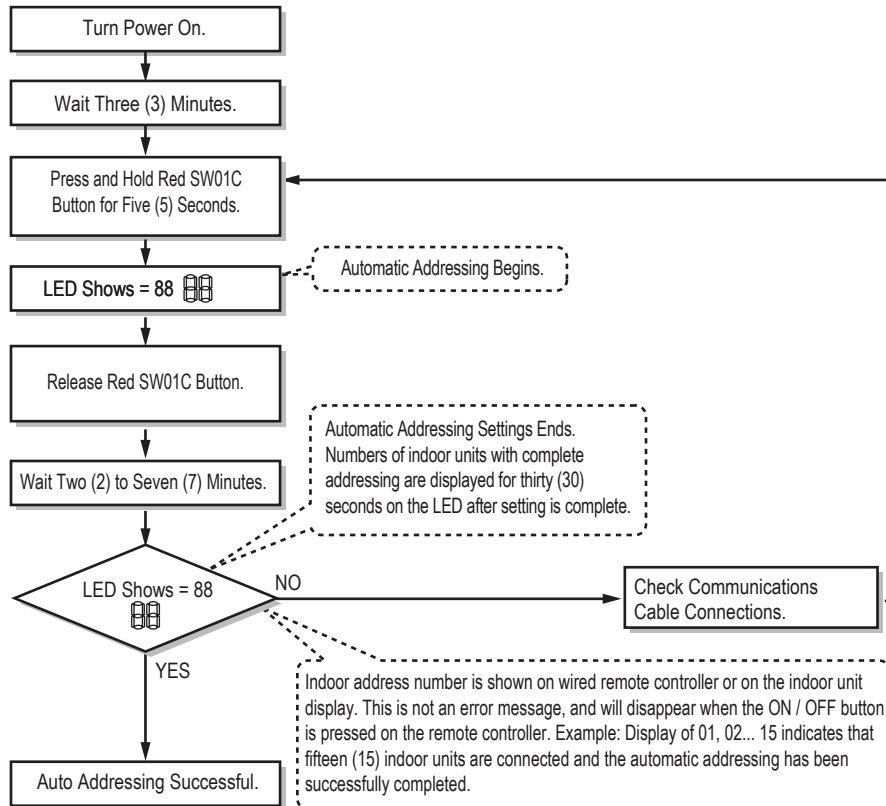 Turn Power On.
Wait Three (3) Minutes.
Press and Hold Red SW01C
Button for Five (5) Seconds.
LED Shows = 88 88
Automatic Addressing Begins.
Release Red SW01C Button.
Automatic Addressing Settings Ends.
Numbers of indoor units with complete
addressing are displayed for thirty (30)
seconds on the LED after setting is complete.
Wait Two (2) to Seven (7) Minutes.
LED Shows = 88
88
NO
Check Communications
Cable Connections.
YES
Indoor address number is shown on wired remote controller or on the indoor unit
display. This is not an error message, and will disappear when the ON / OFF button
is pressed on the remote controller. Example: Display of 01, 02... 15 indicates that
fifteen (15) indoor units are connected and the automatic addressing has been
successfully completed.
Auto Addressing Successful.